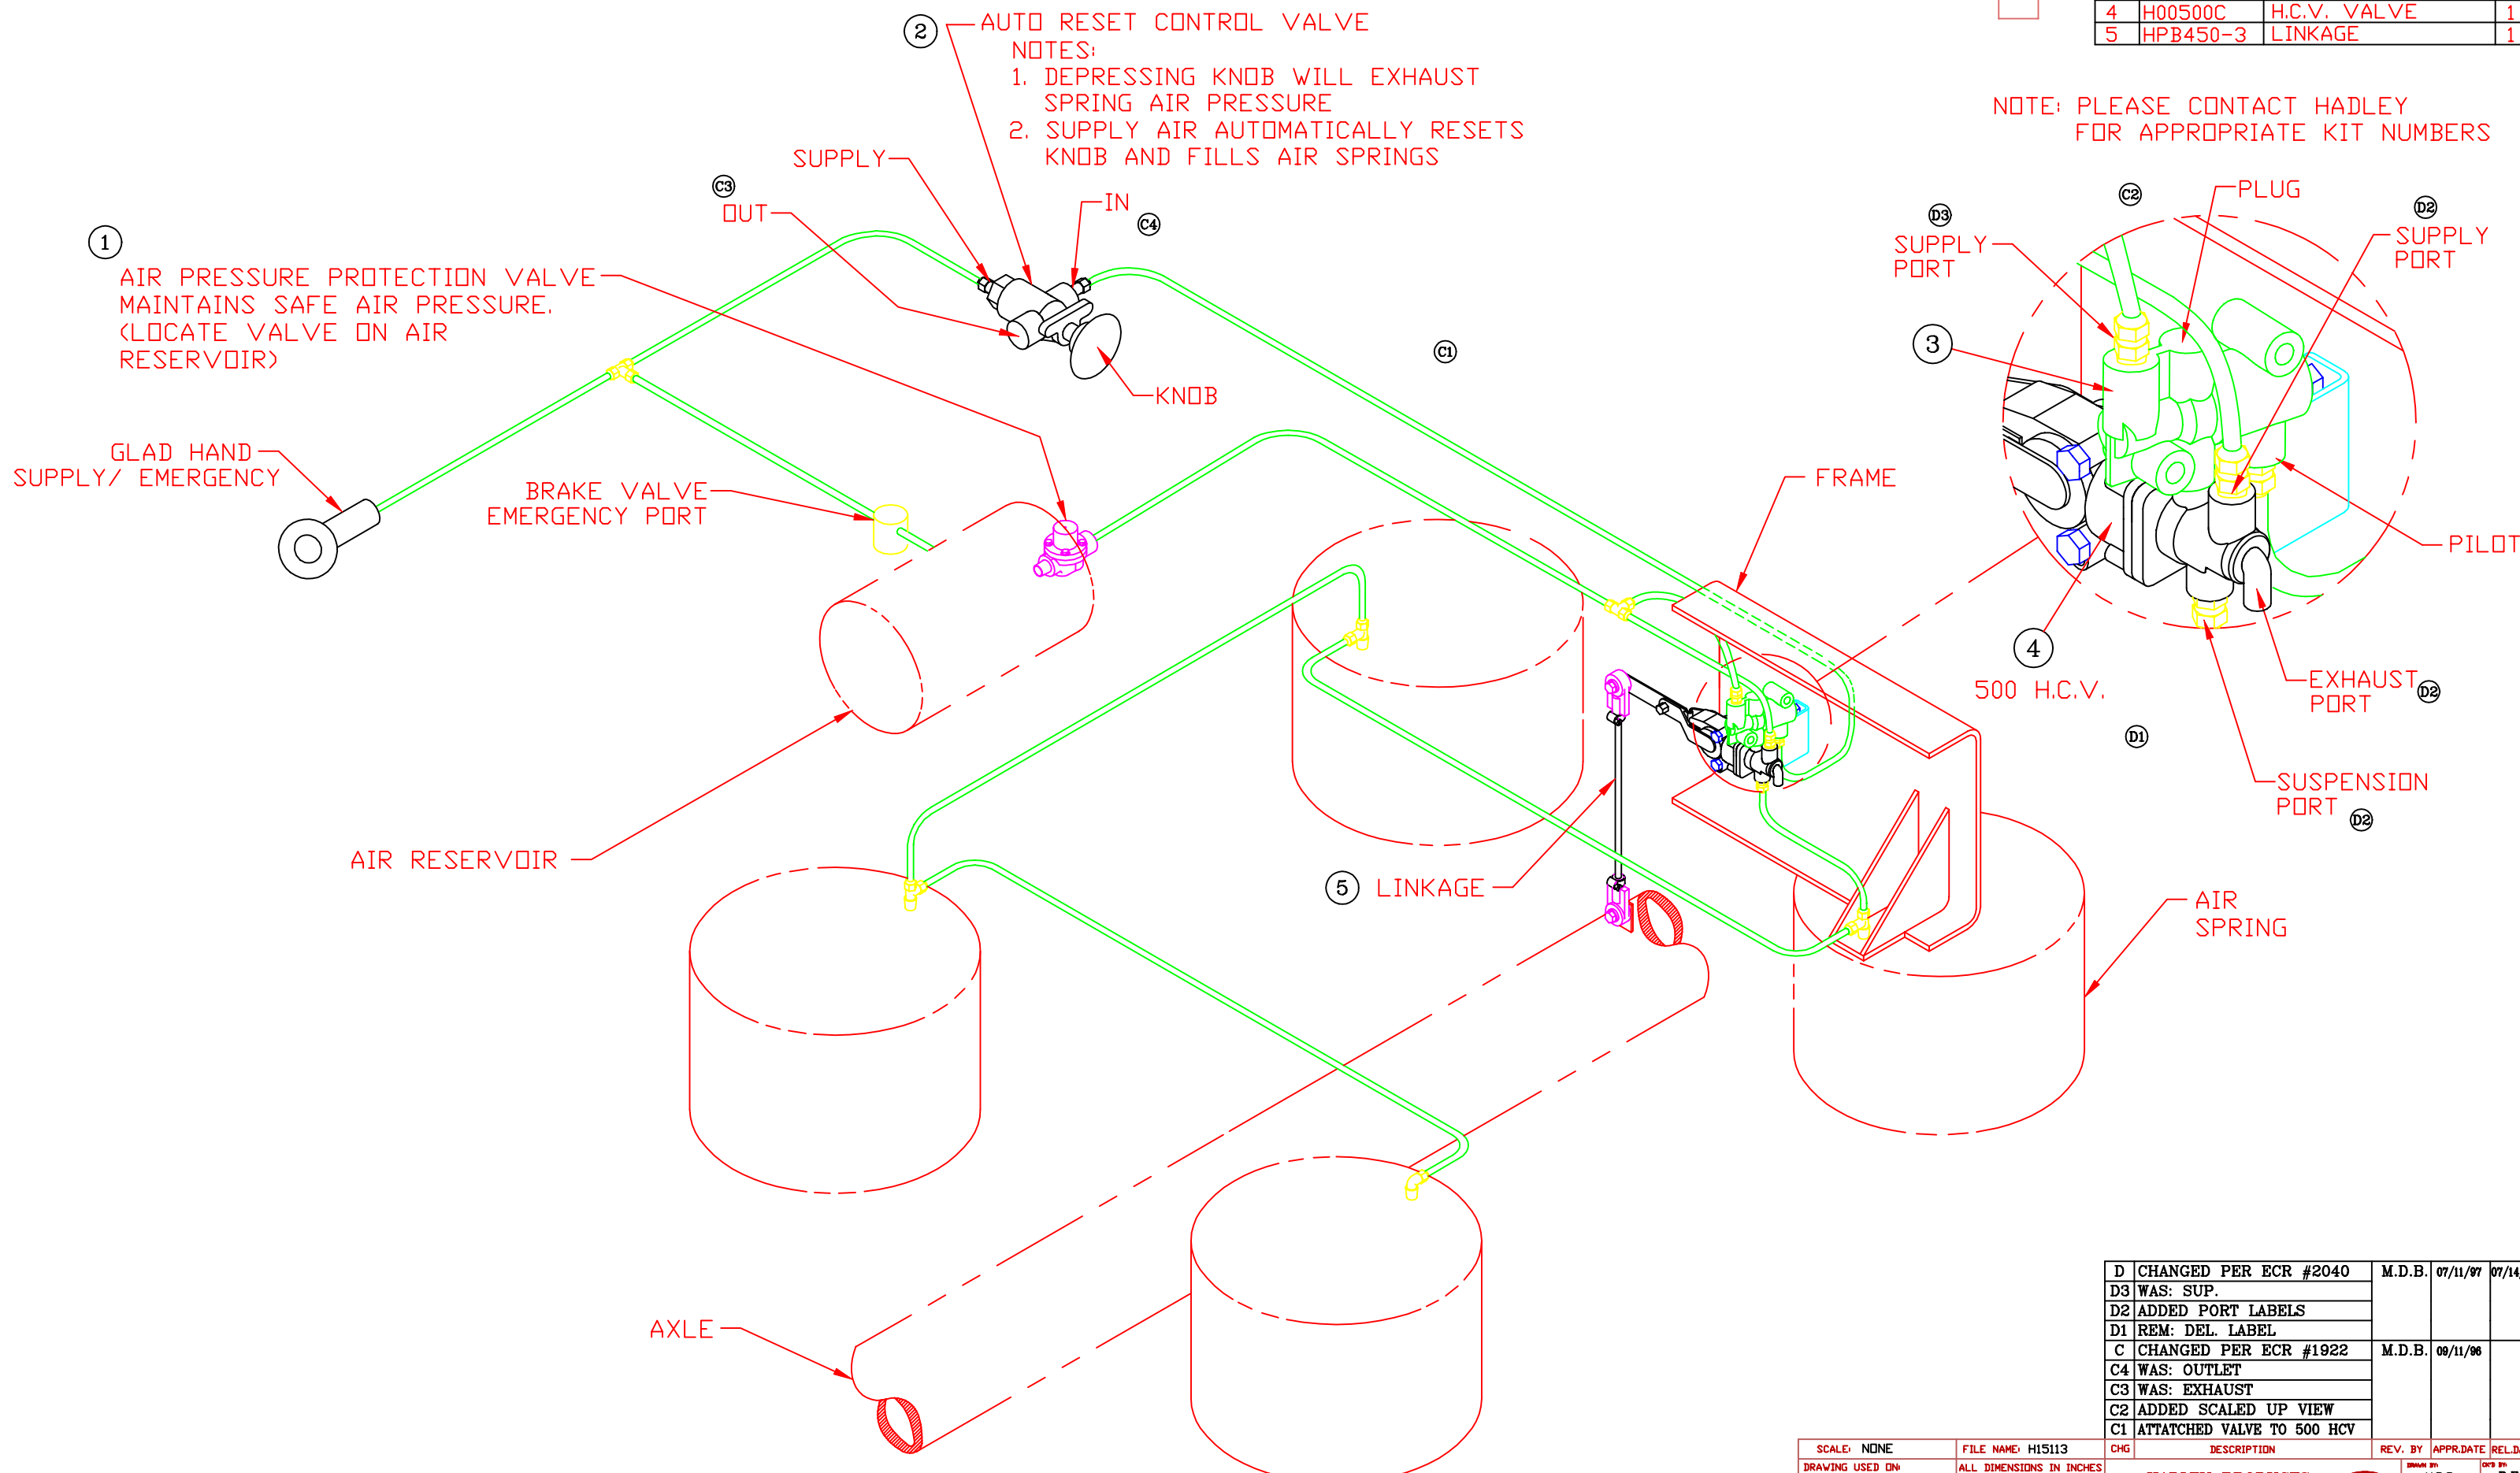 4 H00500C H.C.V. VALVE 1
5 HPB450-3 LINKAGE 1
NOTE: PLEASE CONTACT HADLEY
FOR APPROPRIATE KIT NUMBERS
2 AUTO RESET CONTROL VALVE
NOTES:
1. DEPRESSING KNOB WILL EXHAUST
SPRING AIR PRESSURE
2. SUPPLY AIR AUTOMATICALLY RESETS
KNOB AND FILLS AIR SPRINGS
SUPPLY
C3
OUT
IN
C4
KNOB
1
AIR PRESSURE PROTECTION VALVE
MAINTAINS SAFE AIR PRESSURE.
(LOCATE VALVE ON AIR
RESERVOIR)
GLAD HAND
SUPPLY/ EMERGENCY
BRAKE VALVE
EMERGENCY PORT
C1
FRAME
C2
PLUG
D3
SUPPLY
PORT
D2
SUPPLY
PORT
3
PILOT
4
500 H.C.V.
EXHAUST
PORT
D2
D1
SUSPENSION
PORT
D2
AIR RESERVOIR
5 LINKAGE
AIR
SPRING
AXLE
D CHANGED PER ECR #2040 M.D.B. 07/11/97 07/14/
D3 WAS: SUP.
D2 ADDED PORT LABELS
D1 REM: DEL. LABEL
C CHANGED PER ECR #1922 M.D.B. 09/11/96
C4 WAS: OUTLET
C3 WAS: EXHAUST
C2 ADDED SCALED UP VIEW
C1 ATTATCHED VALVE TO 500 HCV
SCALE: NONE FILE NAME: H15113 CHG DESCRIPTION REV. BY APPR.DATE REL.D
DRAWING USED ON: ALL DIMENSIONS IN INCHES DRAWN BY: